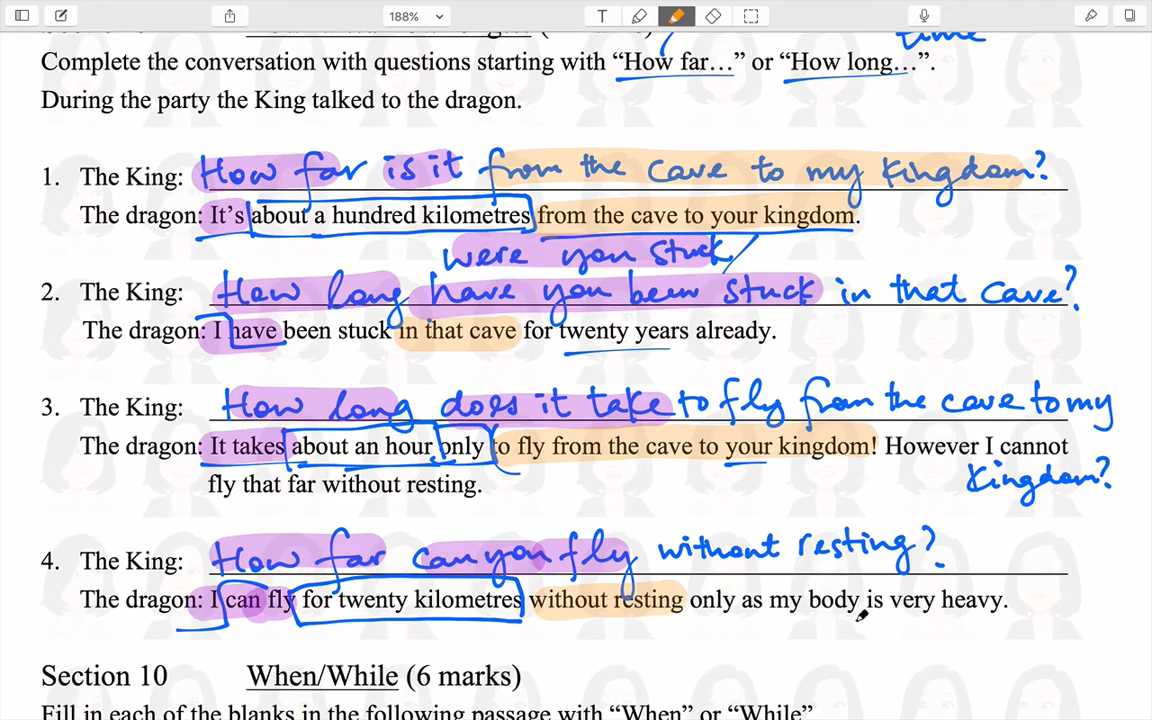 188%
T
time
Complete the conversation with questions starting with “How far…” or “How long…”.
During the party the King talked to the dragon.
1. The King: How far is it from the cave to my kingdom?
The dragon: It’s about a hundred kilometres from the cave to your kingdom.
were you stuck
2. The King: How long have you been stuck in that cave?
The dragon: I have been stuck in that cave for twenty years already.
3. The King: How long does it take to fly from the cave to my
The dragon: It takes about an hour only to fly from the cave to your kingdom! However I cannot
kingdom?
fly that far without resting.
4. The King: How far can you fly without resting?
The dragon: I can fly for twenty kilometres without resting only as my body is very heavy.
Section 10 When/While (6 marks)
Fill in each of the blanks in the following passage with “When” or “While”